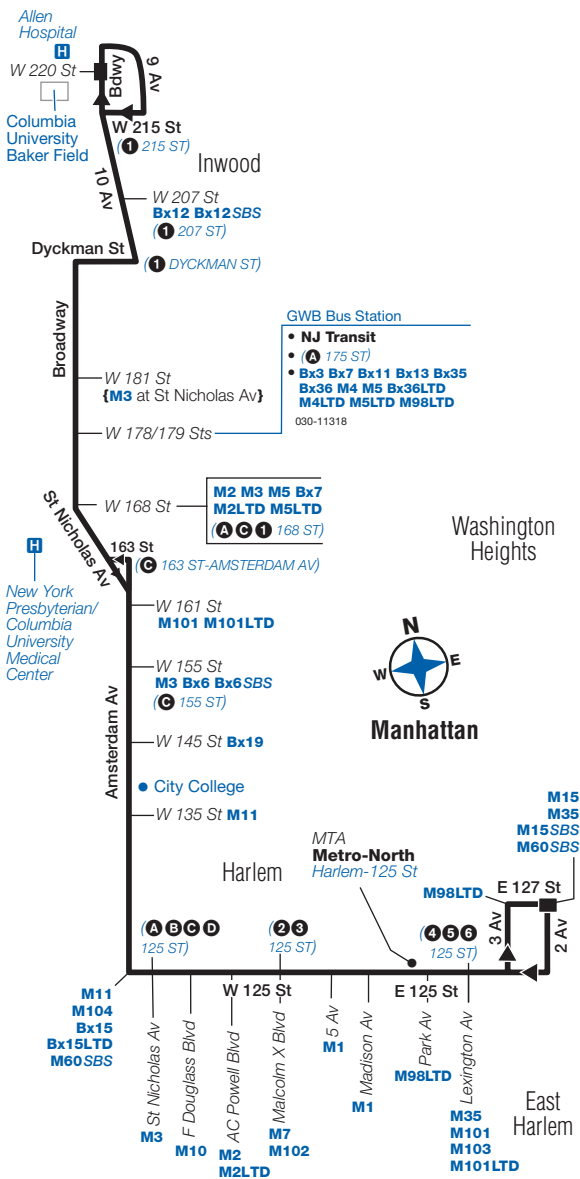 Allen
Hospital
H
W 220 St
Bdwy
9 Av
Columbia
University
Baker Field
W 215 St
(1 215 ST)
Inwood
10 Av
W 207 St
Bx12 Bx12SBS
(1 207 ST)
Dyckman St
(1 DYCKMAN ST)
Broadway
GWB Bus Station
• NJ Transit
• (A 175 ST)
• Bx3 Bx7 Bx11 Bx13 Bx35
Bx36 M4 M5 Bx36LTD
M4LTD M5LTD M98LTD
030-11318
W 181 St
{M3 at St Nicholas Av}
W 178/179 Sts
W 168 St
M2 M3 M5 Bx7
M2LTD M5LTD
(A C 1 168 ST)
St Nicholas Av
Washington
Heights
163 St
(C 163 ST-AMSTERDAM AV)
H
New York
Presbyterian/
Columbia
University
Medical
Center
W 161 St
M101 M101LTD
W 155 St
M3 Bx6 Bx6SBS
(C 155 ST)
N
W
E
S
Manhattan
Amsterdam Av
W 145 St Bx19
• City College
W 135 St M11
M15
M35
M15SBS
M60SBS
MTA
Metro-North
Harlem-125 St
Harlem
M98LTD
E 127 St
3 Av
2 Av
(A B C D
125 ST)
(2 3
125 ST)
(4 5 6
125 ST)
W 125 St
E 125 St
M11
M104
Bx15
Bx15LTD
M60SBS
St Nicholas Av
M3
F Douglass Blvd
M10
AC Powell Blvd
M2
M2LTD
Malcolm X Blvd
M7
M102
5 Av
M1
Madison Av
M1
Park Av
M98LTD
Lexington Av
M35
M101
M103
M101LTD
East
Harlem